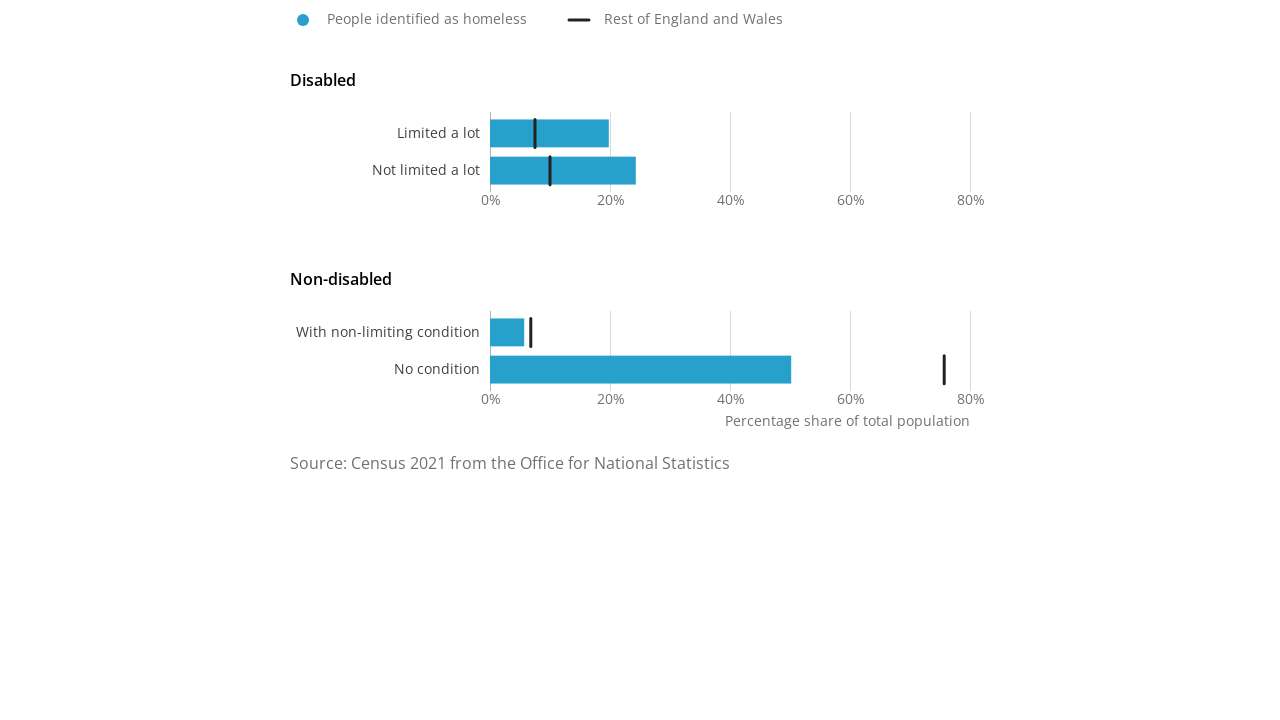 People identified as homeless
Rest of England and Wales
Disabled
Limited a lot
Not limited a lot
0% 20% 40% 60% 80%
Non-disabled
With non-limiting condition
No condition
0% 20% 40% 60% 80%
Percentage share of total population
Source: Census 2021 from the Office for National Statistics